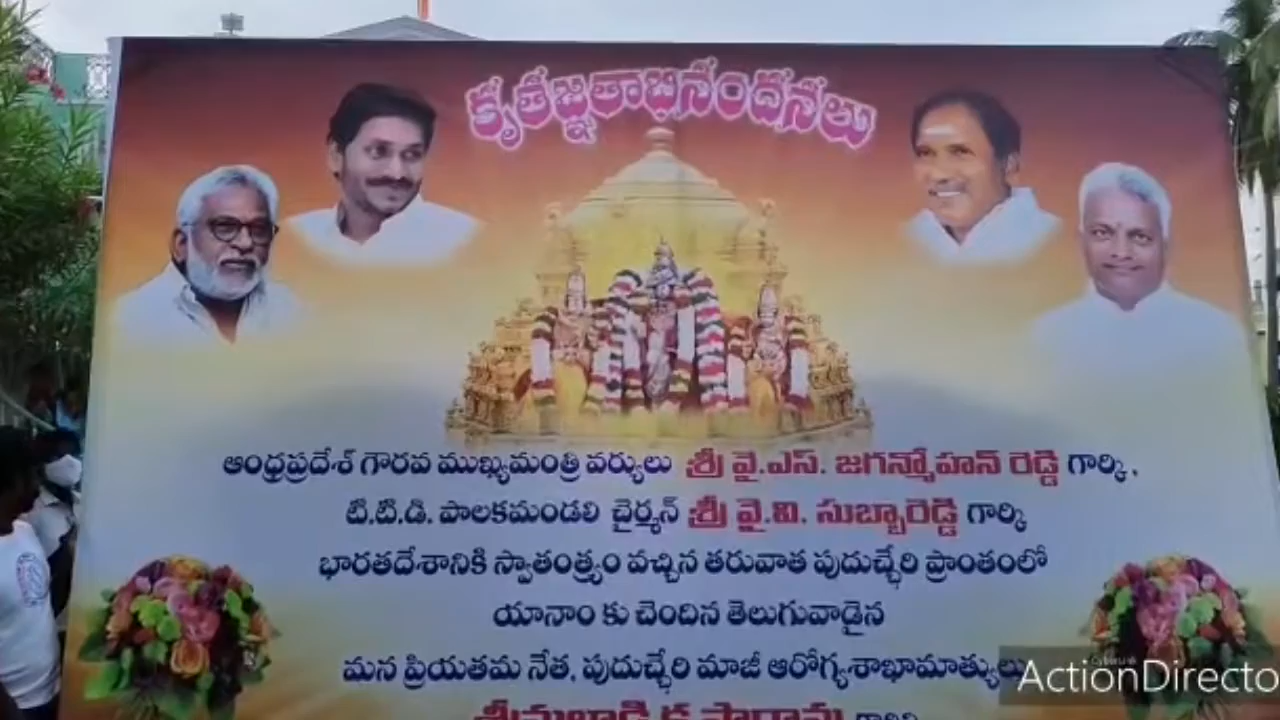 కృతజ్ఞతాభినందనలు
ఆంధ్రప్రదేశ్ గౌరవ ముఖ్యమంత్రి వర్యులు శ్రీ వై.ఎస్. జగన్మోహన్ రెడ్డి గార్కి,
టి.టి.డి. పాలకమండలి చైర్మన్ శ్రీ వై.వి. సుబ్బారెడ్డి గార్కి
భారతదేశానికి స్వాతంత్ర్యం వచ్చిన తరువాత పుదుచ్చేరి ప్రాంతంలో
యానాం కు చెందిన తెలుగువాడైన
మన ప్రియతమ నేత, పుదుచ్చేరి మాజీ ఆరోగ్యశాఖామాత్యులు
ActionDirecto